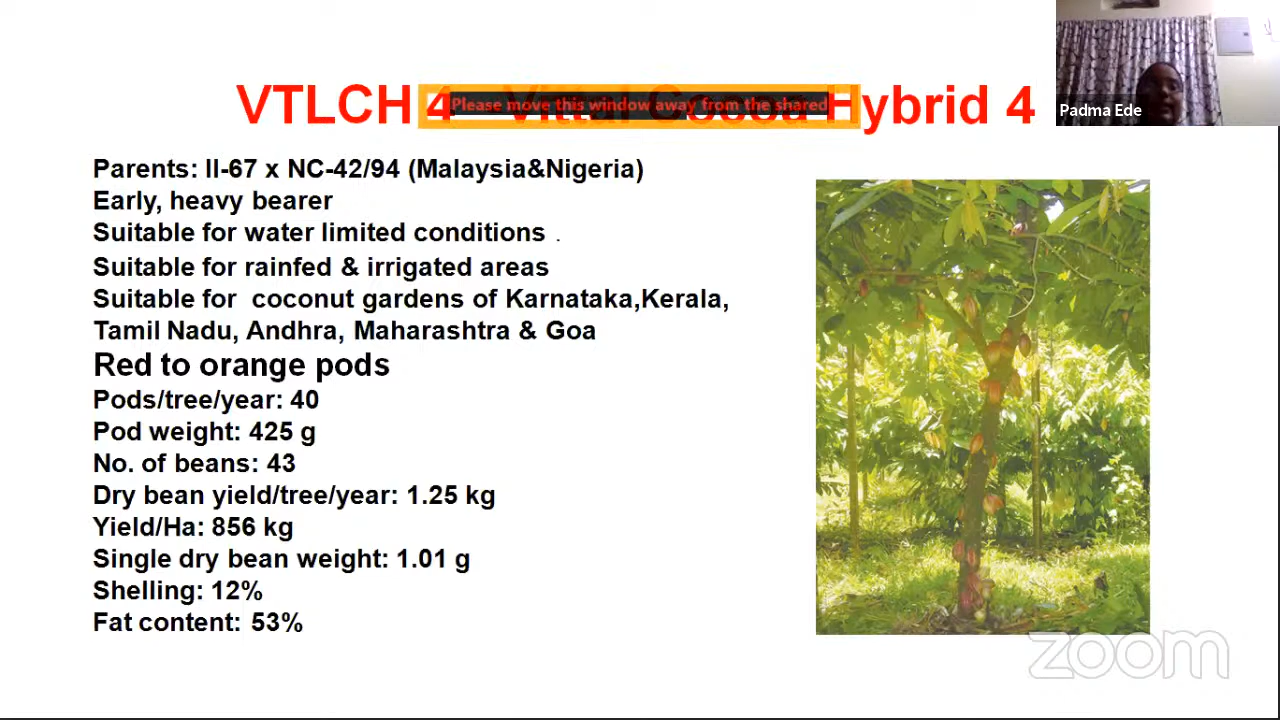 VTLCH 4 - Vittal Cocoa Hybrid 4
Please move this window away from the shared
Padma Ede
Parents: II-67 x NC-42/94 (Malaysia&Nigeria)
Early, heavy bearer
Suitable for water limited conditions .
Suitable for rainfed & irrigated areas
Suitable for coconut gardens of Karnataka,Kerala,
Tamil Nadu, Andhra, Maharashtra & Goa
Red to orange pods
Pods/tree/year: 40
Pod weight: 425 g
No. of beans: 43
Dry bean yield/tree/year: 1.25 kg
Yield/Ha: 856 kg
Single dry bean weight: 1.01 g
Shelling: 12%
Fat content: 53%
zoom